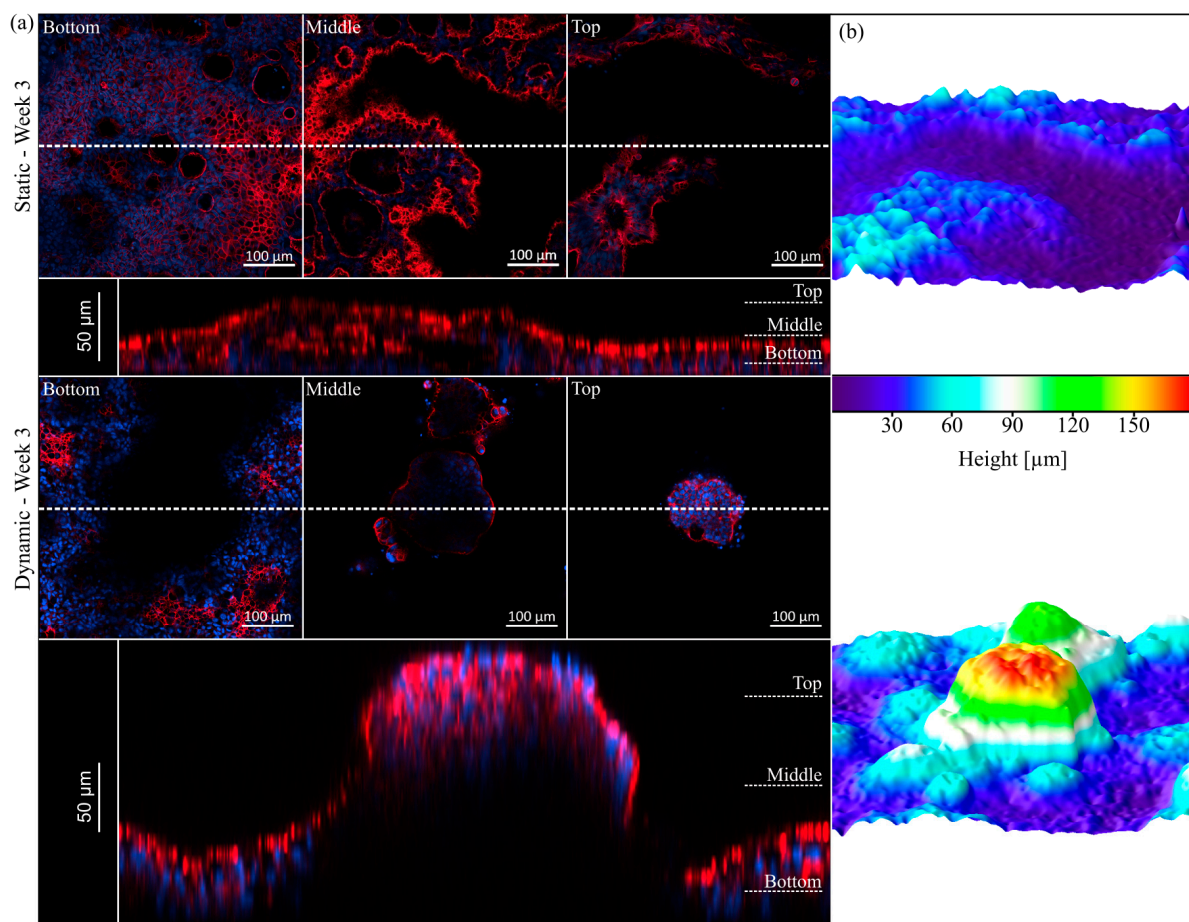 (a)
Static - Week 3
Bottom
Middle
Top
100 µm
100 µm
100 µm
50 µm
Top
Middle
Bottom
Dynamic - Week 3
Bottom
Middle
Top
100 µm
100 µm
100 µm
50 µm
Top
Middle
Bottom
(b)
30 60 90 120 150
Height [µm]